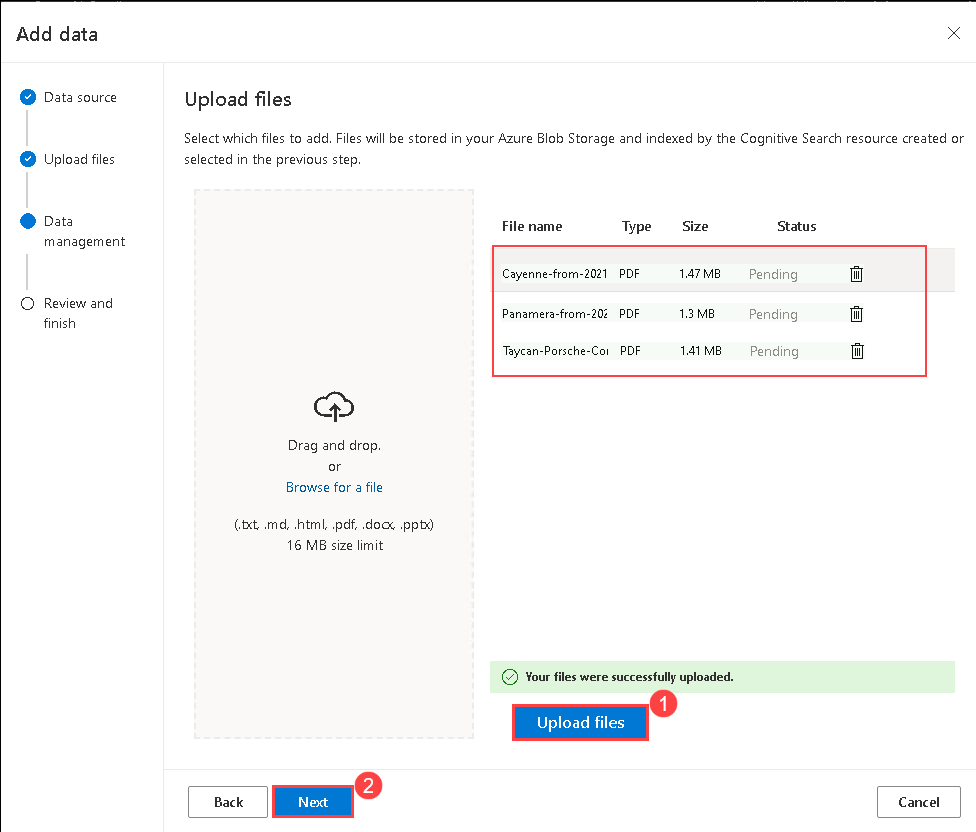 Add data
Data source
Upload files
Data
management
Review and
finish
Upload files
Select which files to add. Files will be stored in your Azure Blob Storage and indexed by the Cognitive Search resource created or
selected in the previous step.
Drag and drop.
or
Browse for a file
(.txt, .md, .html, .pdf, .docx, .pptx)
16 MB size limit
File name Type Size Status
Cayenne-from-2021 PDF 1.47 MB Pending
Panamera-from-202 PDF 1.3 MB Pending
Taycan-Porsche-Cor PDF 1.41 MB Pending
Your files were successfully uploaded.
Upload files 1
Back Next 2 Cancel